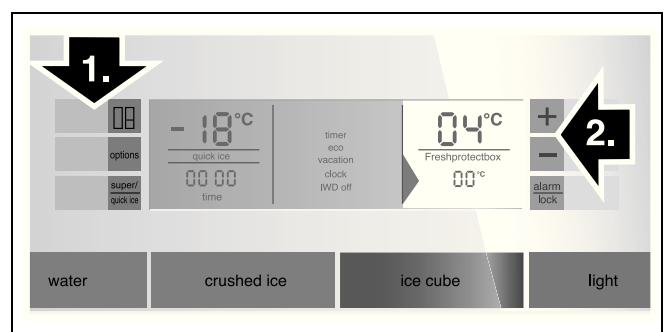 1.
- 18°C
quick ice
00 00
time
timer
eco
vacation
clock
IWD off
04°C
Freshprotectbox
00°C
options
super/
quick ice
+
-
2.
alarm
lock
water
crushed ice
ice cube
light